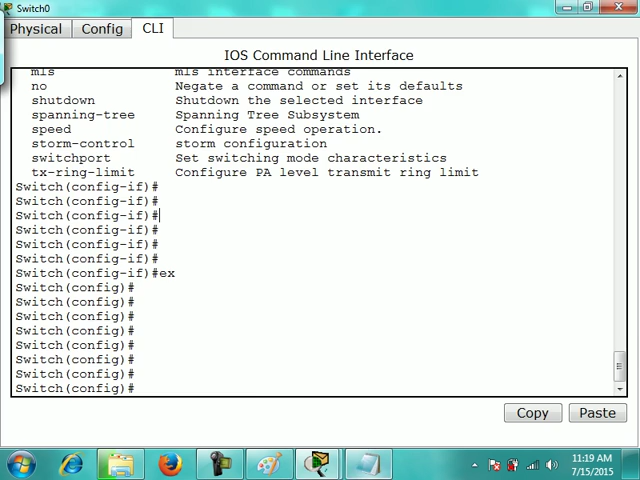 Switch0
Physical Config CLI
IOS Command Line Interface
mls mls interface commands
no Negate a command or set its defaults
shutdown Shutdown the selected interface
spanning-tree Spanning Tree Subsystem
speed Configure speed operation.
storm-control storm configuration
switchport Set switching mode characteristics
tx-ring-limit Configure PA level transmit ring limit
Switch(config-if)#
Switch(config-if)#
Switch(config-if)#
Switch(config-if)#
Switch(config-if)#
Switch(config-if)#
Switch(config-if)#ex
Switch(config)#
Switch(config)#
Switch(config)#
Switch(config)#
Switch(config)#
Switch(config)#
Switch(config)#
Switch(config)#
Copy Paste
11:19 AM
7/15/2015